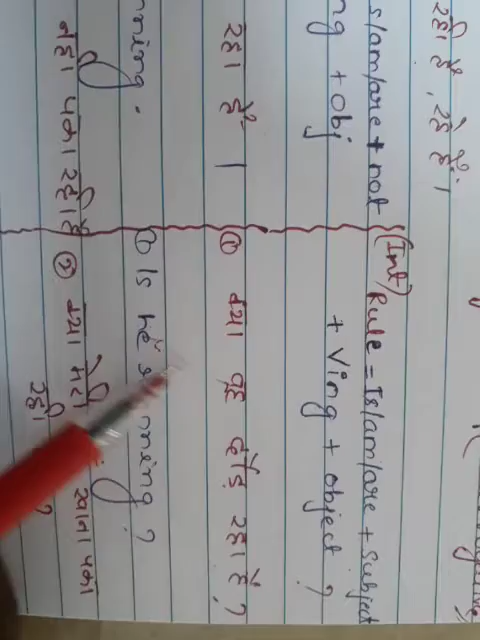 रही है, रहे हैं।
s/am/are + not
ng + obj
रहा है।
nning.
नहीं पका रही है
(Int) Rule = Is/am/are + subject
+ Ving + object ?
① क्या वह दौड़ रहा है ?
① Is he nning ?
② क्या खाना पका
रही ?